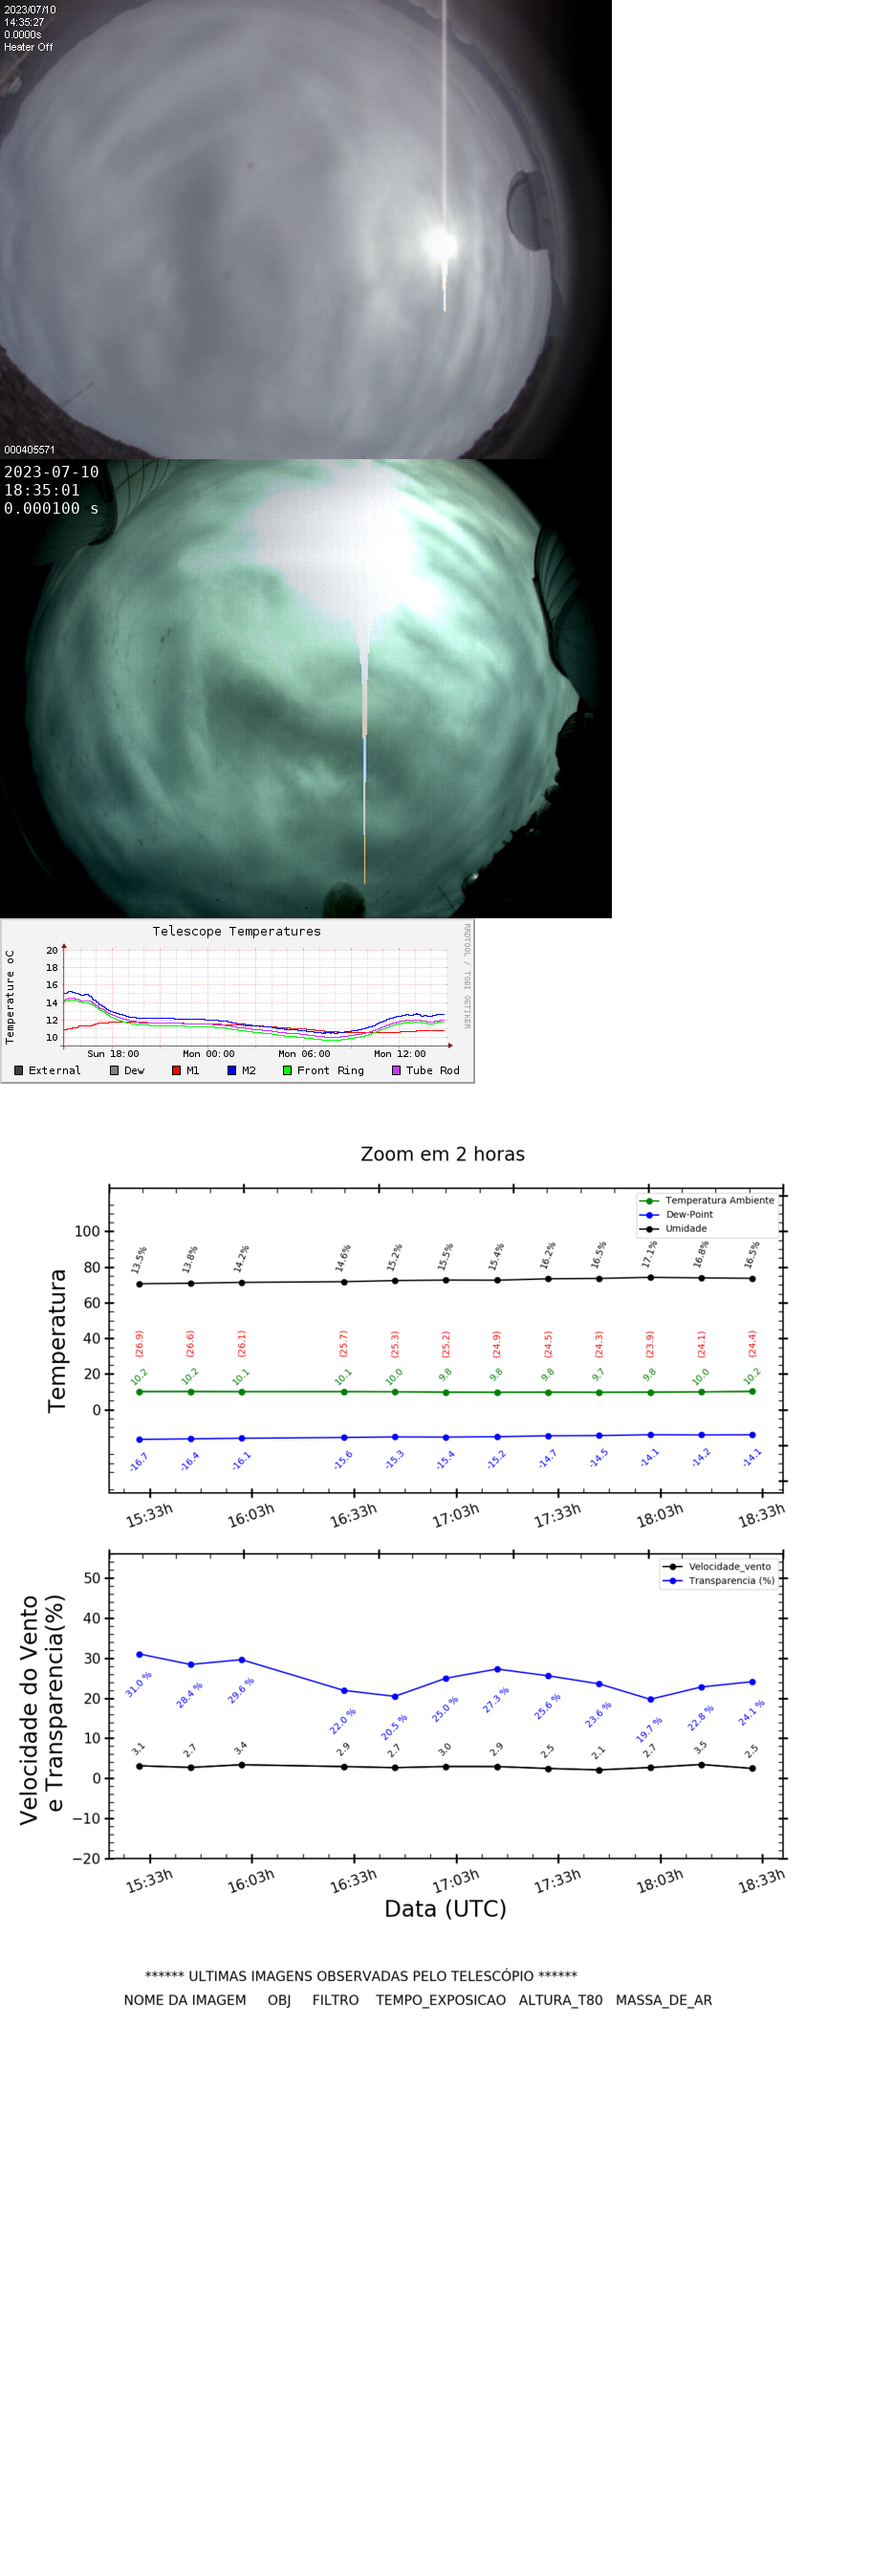 2023/07/10
14:35:27
0.0000s
Heater Off
000405571
2023-07-10
18:35:01
0.000100 s
Telescope Temperatures
RRDTOOL / TOBI OETIKER
Temperature oC
20
18
16
14
12
10
Sun 18:00 Mon 00:00 Mon 06:00 Mon 12:00
External Dew M1 M2 Front Ring Tube Rod
Zoom em 2 horas
Temperatura
Temperatura Ambiente
Dew-Point
Umidade
100
80
60
40
20
0
13.5% 13.8% 14.2% 14.6% 15.2% 15.5% 15.4% 16.2% 16.5% 17.1% 16.8% 16.5%
(26.9) (26.6) (26.1) (25.7) (25.3) (25.2) (24.9) (24.5) (24.3) (23.9) (24.1) (24.4)
10.2 10.2 10.1 10.1 10.0 9.8 9.8 9.8 9.7 9.8 10.0 10.2
-16.7 -16.4 -16.1 -15.6 -15.3 -15.4 -15.2 -14.7 -14.5 -14.1 -14.2 -14.1
15:33h 16:03h 16:33h 17:03h 17:33h 18:03h 18:33h
Velocidade do Vento
e Transparencia(%)
Velocidade_vento
Transparencia (%)
50
40
30
20
10
0
−10
−20
31.0 % 28.4 % 29.6 % 22.0 % 20.5 % 25.0 % 27.3 % 25.6 % 23.6 % 19.7 % 22.8 % 24.1 %
3.1 2.7 3.4 2.9 2.7 3.0 2.9 2.5 2.1 2.7 3.5 2.5
15:33h 16:03h 16:33h 17:03h 17:33h 18:03h 18:33h
Data (UTC)
****** ULTIMAS IMAGENS OBSERVADAS PELO TELESCÓPIO ******
NOME DA IMAGEM OBJ FILTRO TEMPO_EXPOSICAO ALTURA_T80 MASSA_DE_AR